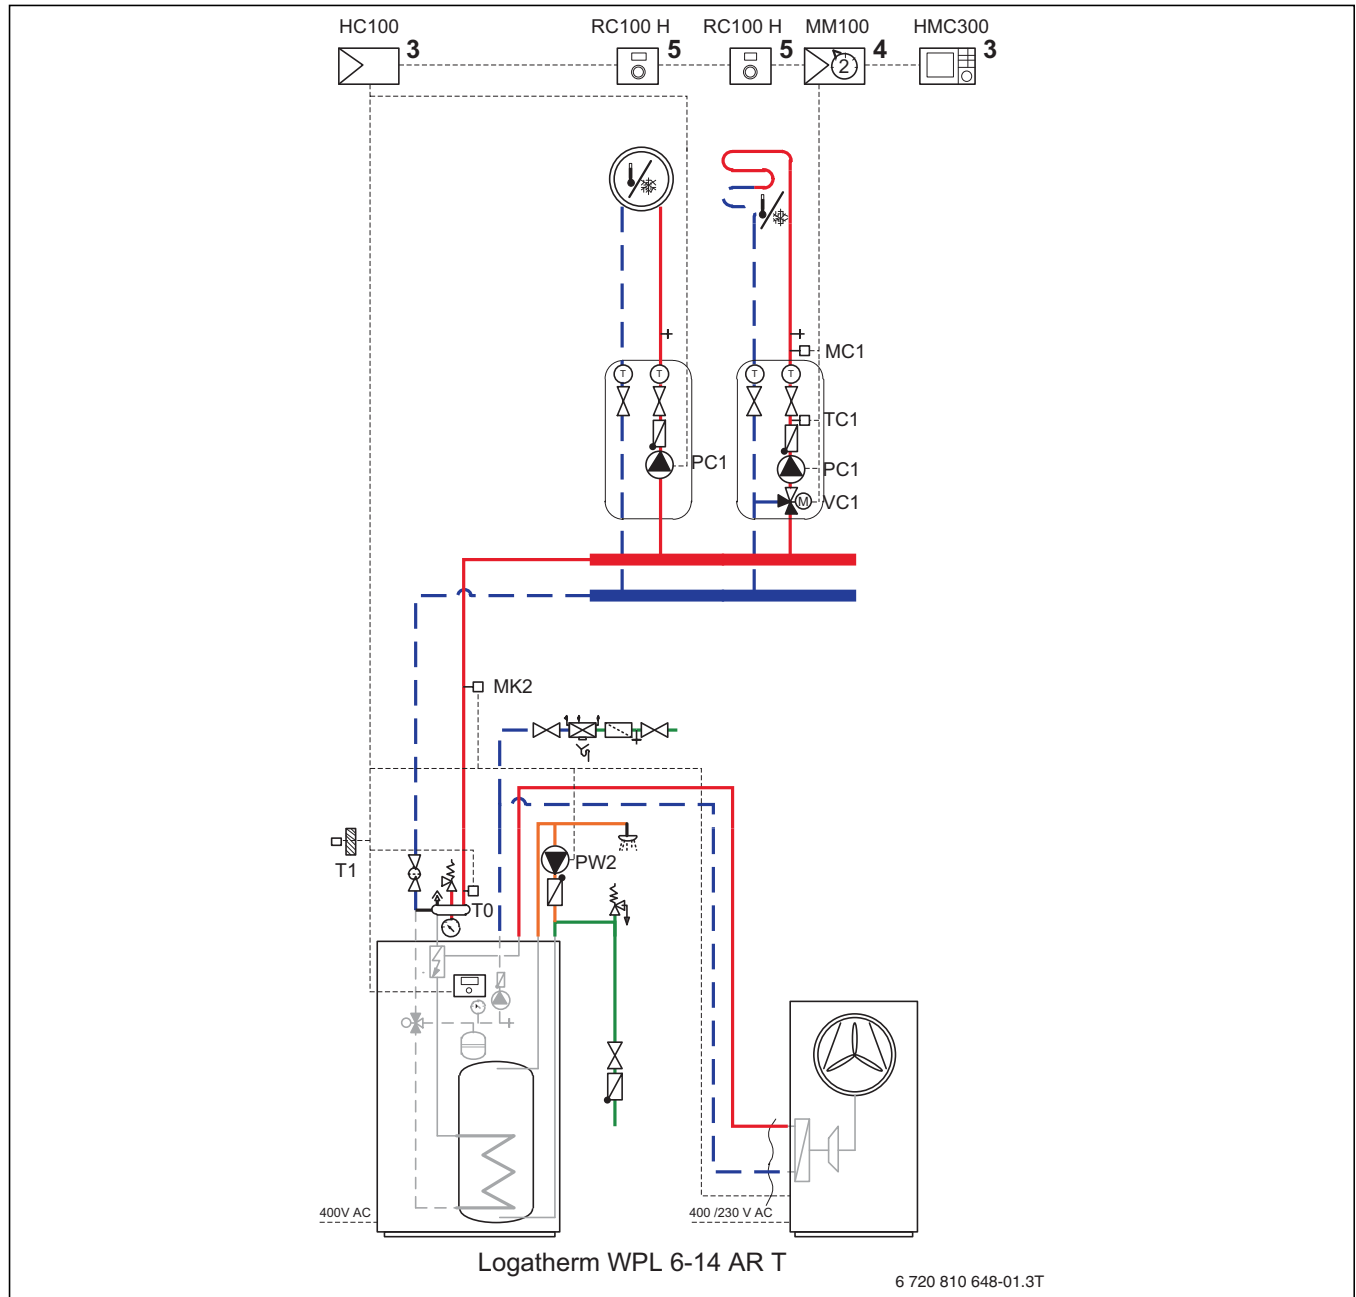 HC100
3
RC100 H
5
RC100 H
5
MM100
4
2
HMC300
3
MC1
T
T
T
T
TC1
PC1
PC1
M
VC1
MK2
T1
PW2
T0
400V AC
400 /230 V AC
Logatherm WPL 6-14 AR T
6 720 810 648-01.3T